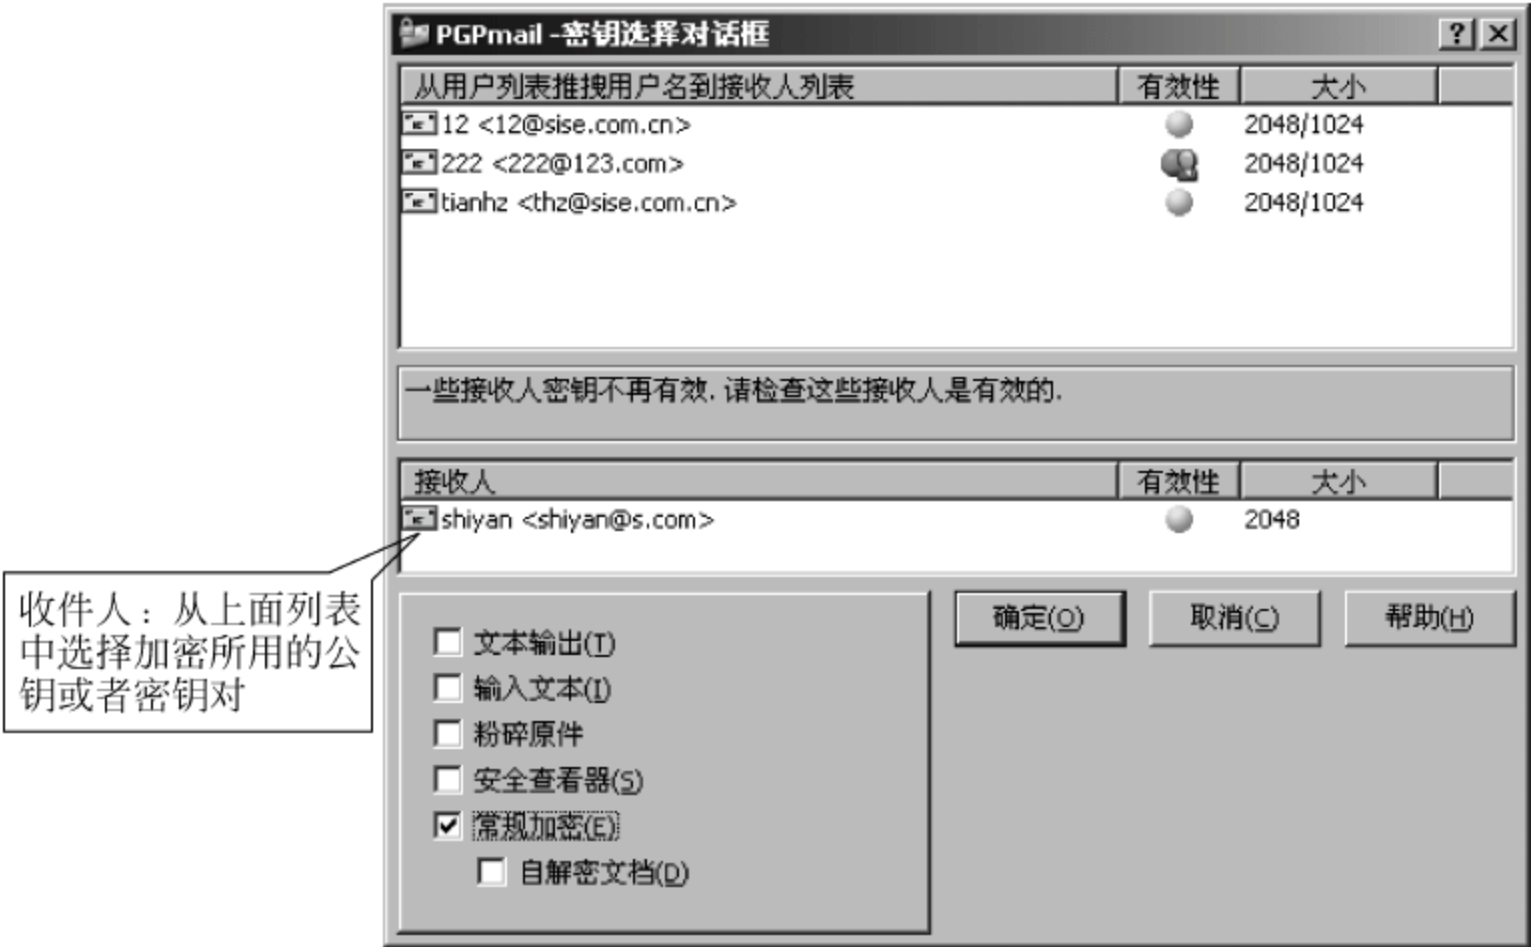 PGPmail -密钥选择对话框
从用户列表推拽用户名到接收人列表 有效性 大小
12 <12@sise.com.cn> 2048/1024
222 <222@123.com> 2048/1024
tianhz <thz@sise.com.cn> 2048/1024
一些接收人密钥不再有效. 请检查这些接收人是有效的.
接收人 有效性 大小
shiyan <shiyan@s.com> 2048
收件人：从上面列表
中选择加密所用的公
钥或者密钥对
确定(O) 取消(C) 帮助(H)
文本输出(T)
输入文本(I)
粉碎原件
安全查看器(S)
常规加密(E)
自解密文档(D)